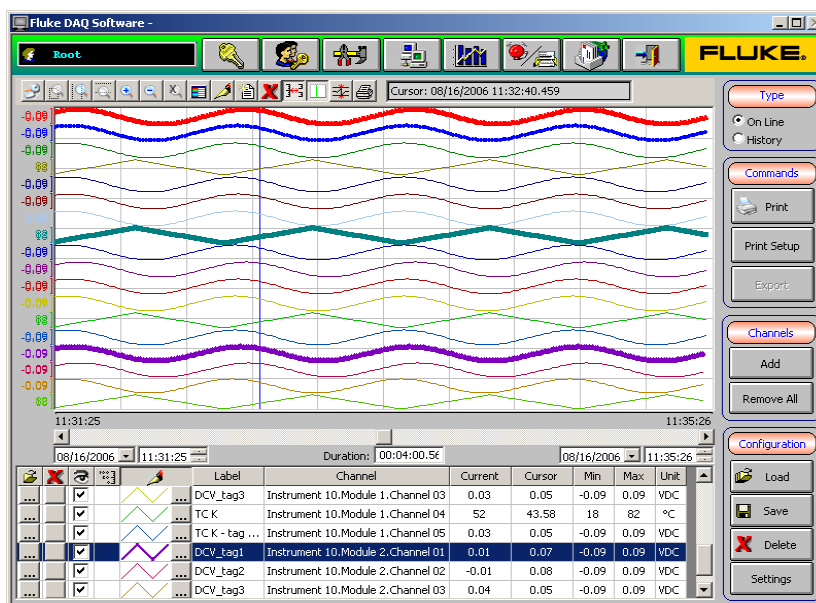 Fluke DAQ Software -
Root
FLUKE®
Cursor: 08/16/2006 11:32:40.459
-0.09
-0.09
-0.09
-0.09
-0.09
-0.09
-0.09
-0.09
-0.09
-0.09
-0.09
-0.09
-0.09
11:31:25 11:35:26
08/16/2006 11:31:25 Duration: 00:04:00.5 08/16/2006 11:35:26
Label Channel Current Cursor Min Max Unit
... ... DCV_tag3 Instrument 10.Module 1.Channel 03 0.03 0.05 -0.09 0.09 VDC
... ... TC K Instrument 10.Module 1.Channel 04 52 43.58 18 82 °C
... ... TC K - tag ... Instrument 10.Module 1.Channel 05 0.03 0.05 -0.09 0.09 VDC
... ... DCV_tag1 Instrument 10.Module 2.Channel 01 0.01 0.07 -0.09 0.09 VDC
... ... DCV_tag2 Instrument 10.Module 2.Channel 02 -0.01 0.08 -0.09 0.09 VDC
... ... DCV_tag3 Instrument 10.Module 2.Channel 03 0.04 0.05 -0.09 0.09 VDC
Type
On Line
History
Commands
Print
Print Setup
Export
Channels
Add
Remove All
Configuration
Load
Save
Delete
Settings